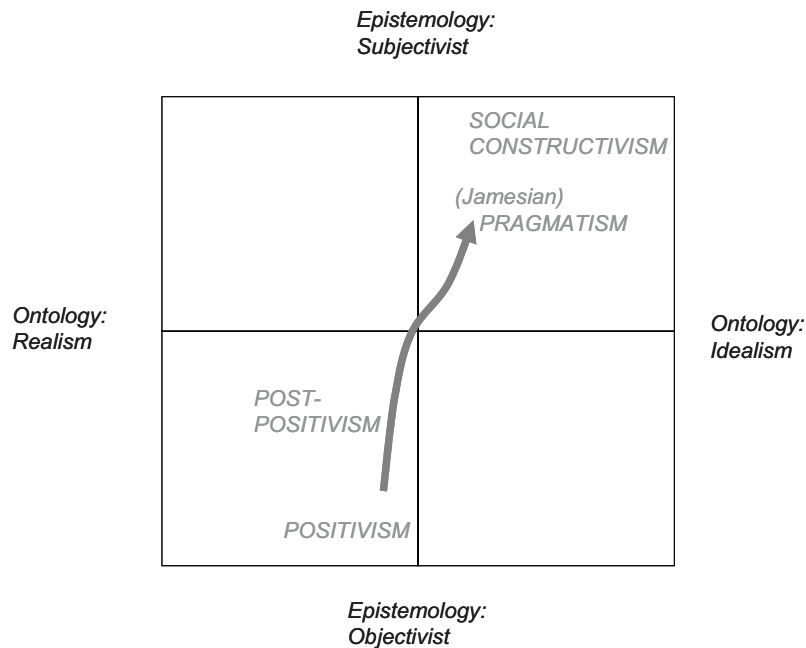 Epistemology:
Subjectivist
SOCIAL
CONSTRUCTIVISM
(Jamesian)
PRAGMATISM
Ontology:
Realism
Ontology:
Idealism
POST-
POSITIVISM
POSITIVISM
Epistemology:
Objectivist